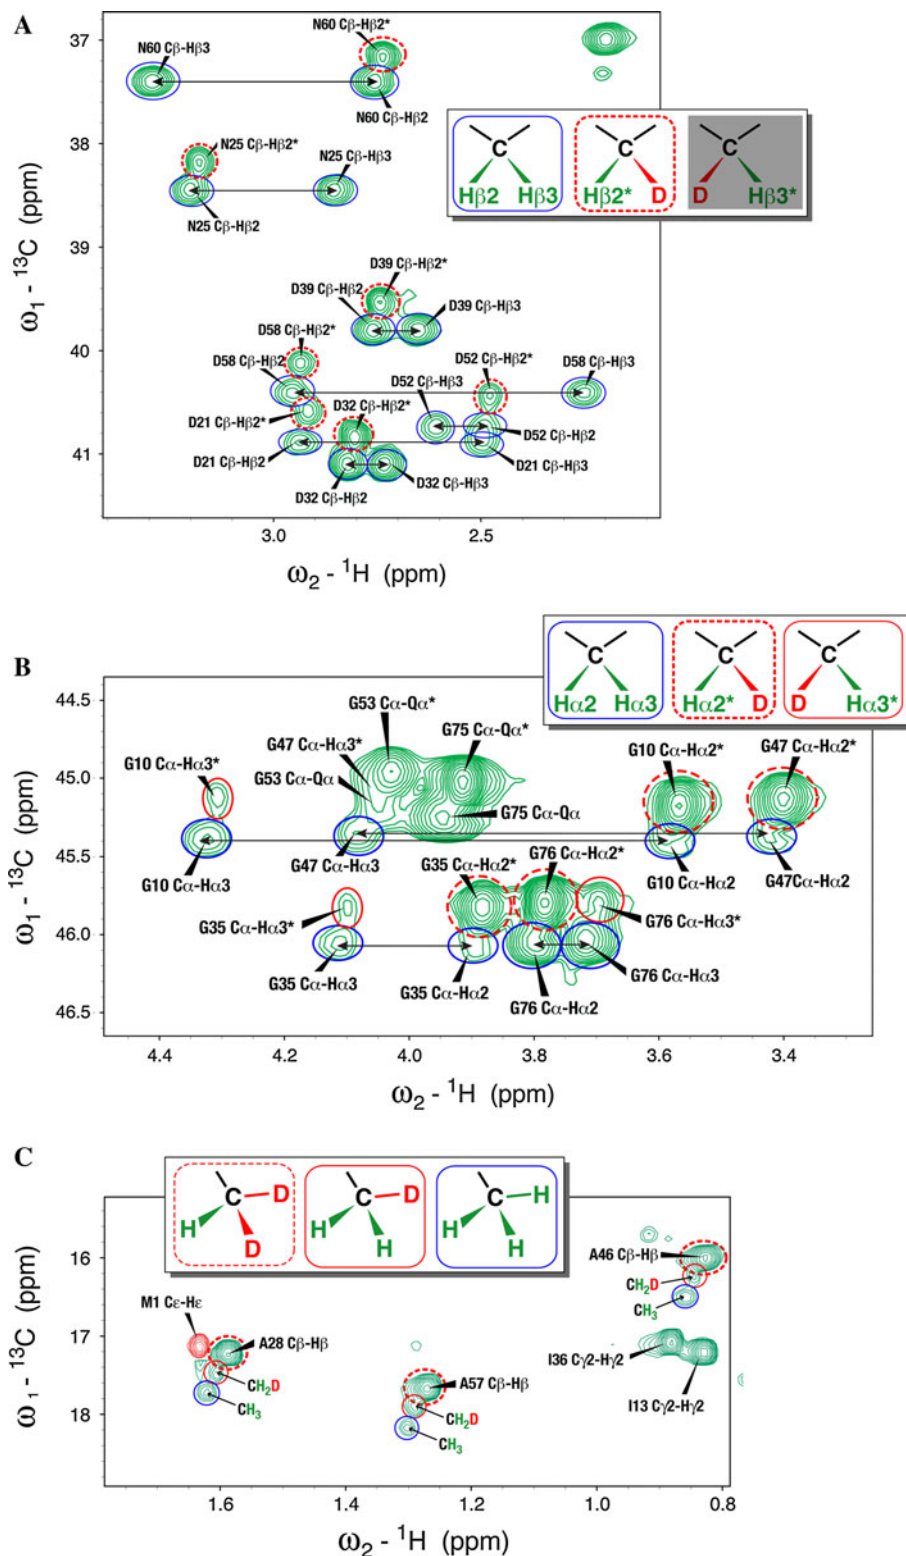 A
37
38
39
40
41
ω1 - 13C (ppm)
N60 Cβ-Hβ2*
N60 Cβ-Hβ3
N60 Cβ-Hβ2
N25 Cβ-Hβ2*
N25 Cβ-Hβ3
N25 Cβ-Hβ2
C C C
Hβ2 Hβ3 Hβ2* D D Hβ3*
D39 Cβ-Hβ2*
D39 Cβ-Hβ2
D39 Cβ-Hβ3
D58 Cβ-Hβ2*
D52 Cβ-Hβ2*
D58 Cβ-Hβ2
D58 Cβ-Hβ3
D52 Cβ-Hβ3
D32 Cβ-Hβ2*
D21 Cβ-Hβ2*
D52 Cβ-Hβ2
D21 Cβ-Hβ2
D21 Cβ-Hβ3
D32 Cβ-Hβ3
D32 Cβ-Hβ2
3.0 2.5
ω2 - 1H (ppm)
B
C C C
Hα2 Hα3 Hα2* D D Hα3*
44.5
45.0
45.5
46.0
46.5
ω1 - 13C (ppm)
G53 Cα-Qα*
G47 Cα-Hα3*
G75 Cα-Qα*
G10 Cα-Hα2*
G47 Cα-Hα2*
G10 Cα-Hα3*
G53 Cα-Qα
G75 Cα-Qα
G47 Cα-Hα3
G35 Cα-Hα2*
G76 Cα-Hα2*
G10 Cα-Hα3
G10 Cα-Hα2
G47Cα-Hα2
G35 Cα-Hα3*
G76 Cα-Hα3*
G35 Cα-Hα3
G35 Cα-Hα2
G76 Cα-Hα3
G76 Cα-Hα2
4.4 4.2 4.0 3.8 3.6 3.4
ω2 - 1H (ppm)
C
C D H D
C D H H
C H H H
16
17
18
ω1 - 13C (ppm)
A46 Cβ-Hβ
CH2D
CH3
M1 Cε-Hε
A28 Cβ-Hβ
I36 Cγ2-Hγ2
CH2D
A57 Cβ-Hβ
I13 Cγ2-Hγ2
CH3
CH2D
CH3
1.6 1.4 1.2 1.0 0.8
ω2 - 1H (ppm)